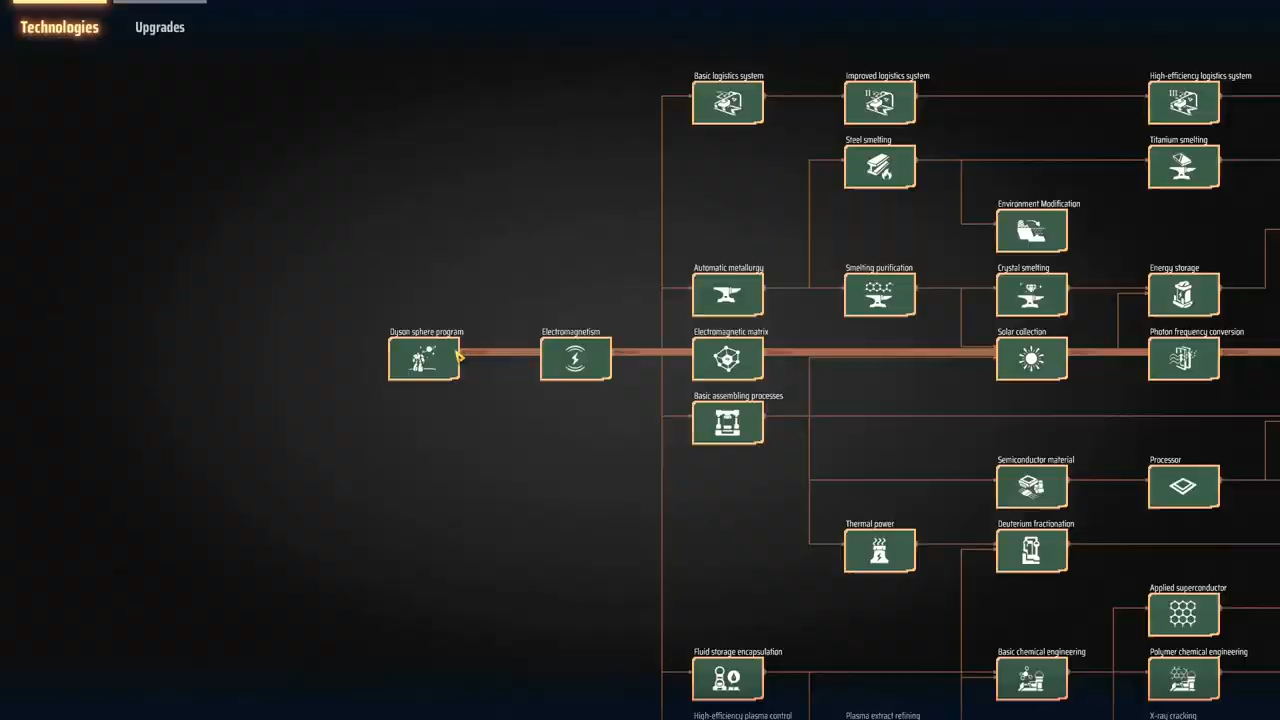 Technologies Upgrades
Basic logistics system Improved logistics system High-efficiency logistics system
Steel smelting Titanium smelting
Environment Modification
Automatic metallurgy Smelting purification Crystal smelting Energy storage
Dyson sphere program Electromagnetism Electromagnetic matrix Solar collection Photon frequency conversion
Basic assembling processes
Semiconductor material Processor
Thermal power Deuterium fractionation
Applied superconductor
Fluid storage encapsulation Basic chemical engineering Polymer chemical engineering
High-efficiency plasma control Plasma extract refining X-ray cracking